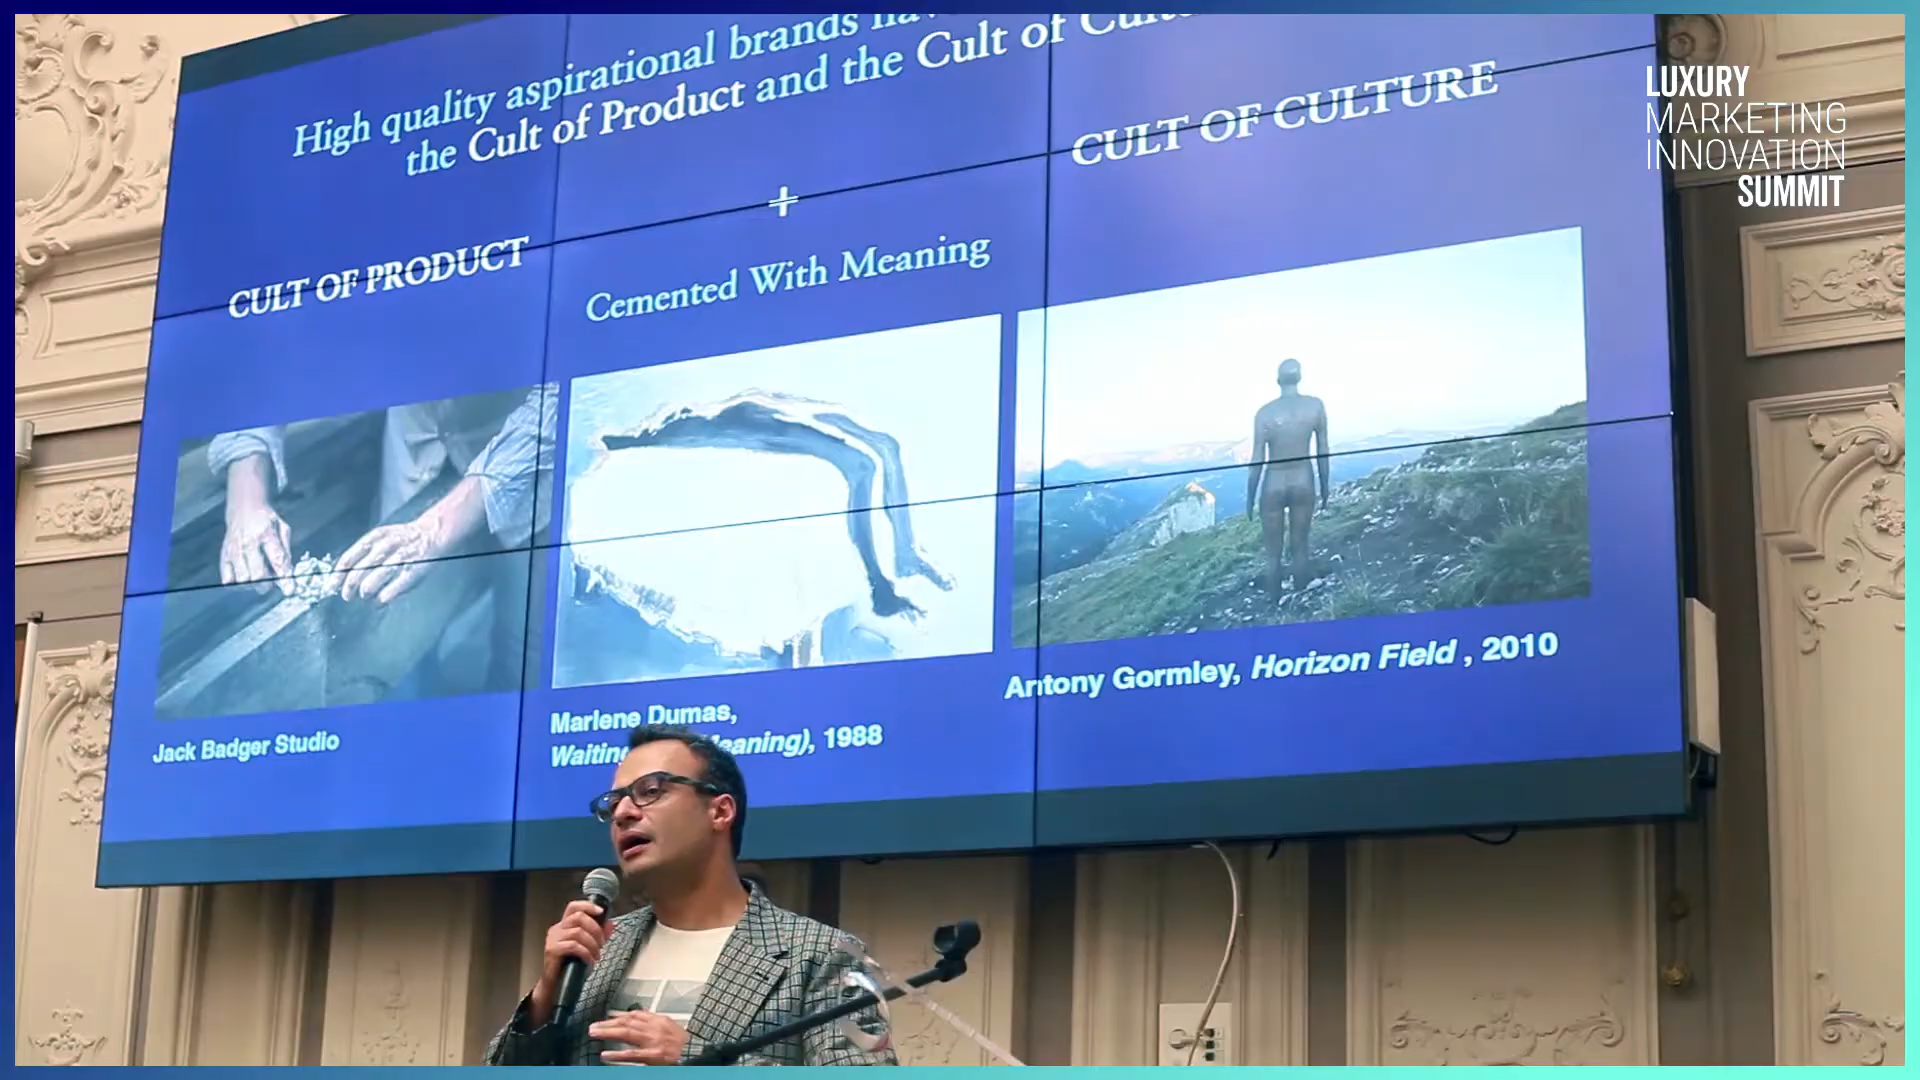 High quality aspirational brands
the Cult of Product and the Cult of
CULT OF PRODUCT
+
Cemented With Meaning
CULT OF CULTURE
Jack Badger Studio
Marlene Dumas,
Waiting eaning), 1988
Antony Gormley, Horizon Field , 2010
LUXURY
MARKETING
INNOVATION
SUMMIT